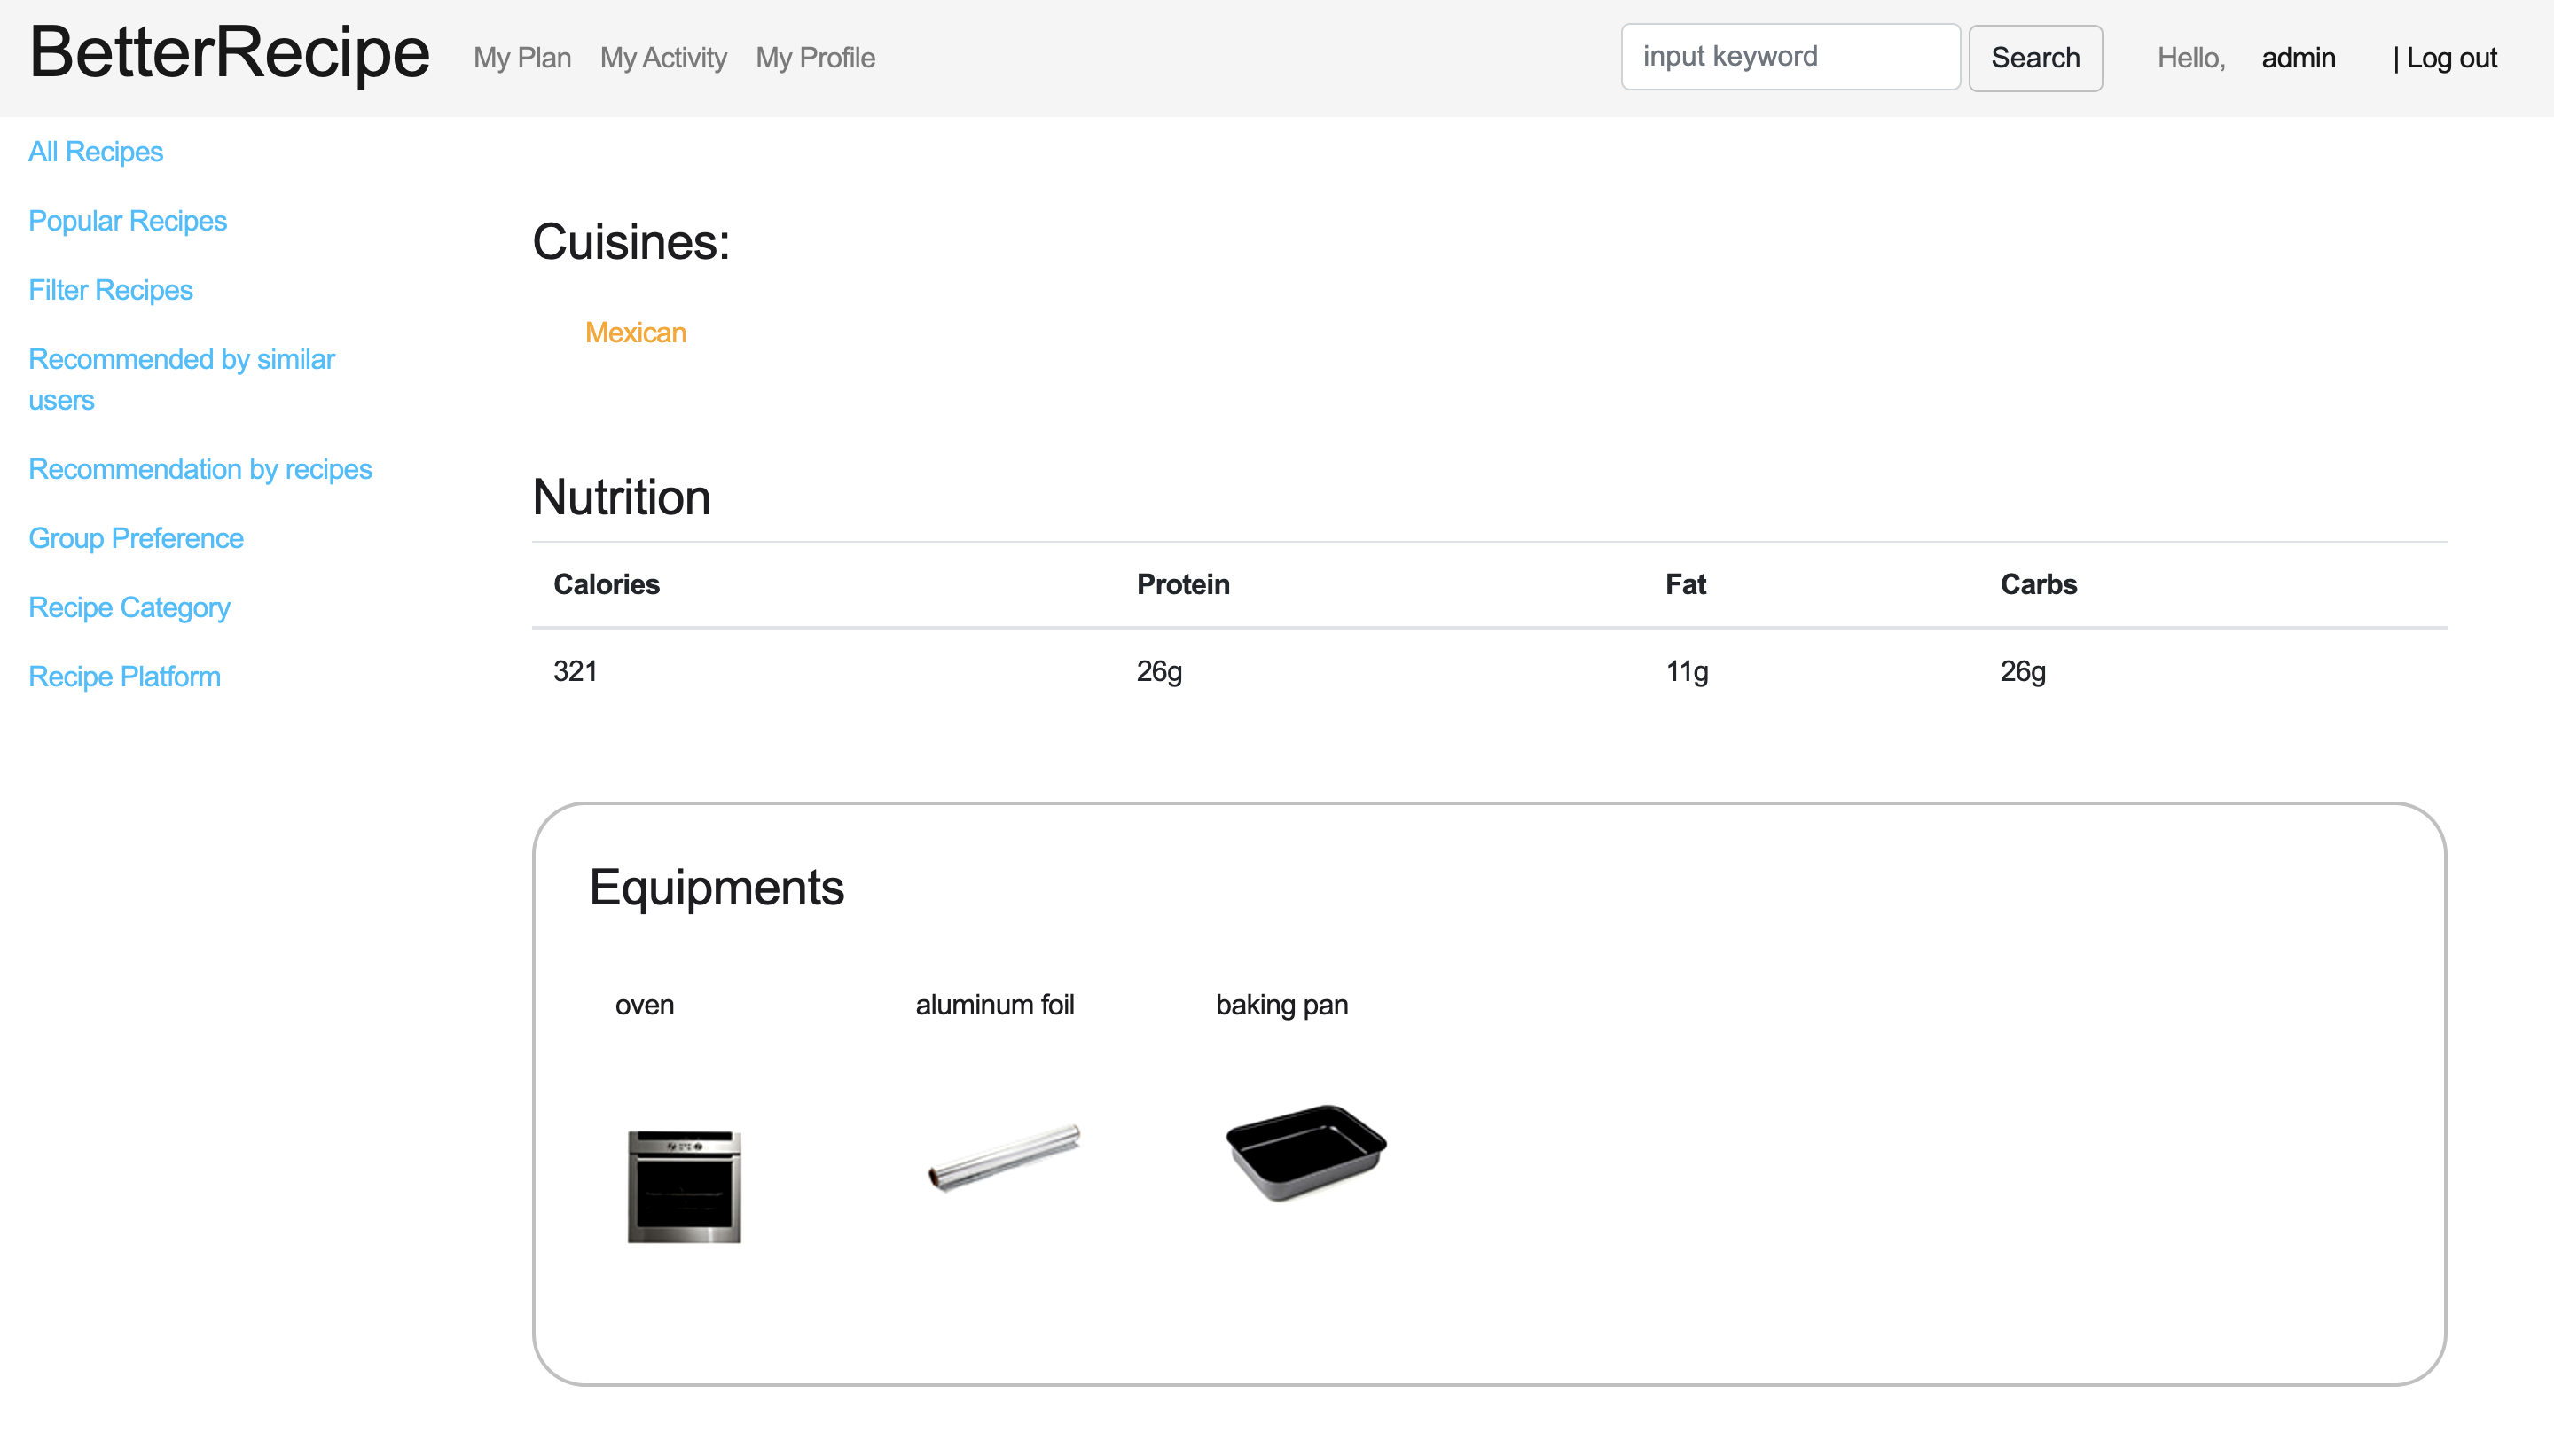 BetterRecipe My Plan My Activity My Profile input keyword Search Hello, admin | Log out
All Recipes
Popular Recipes
Filter Recipes
Recommended by similar
users
Recommendation by recipes
Group Preference
Recipe Category
Recipe Platform
Cuisines:
Mexican
Nutrition
Calories Protein Fat Carbs
321 26g 11g 26g
Equipments
oven aluminum foil baking pan